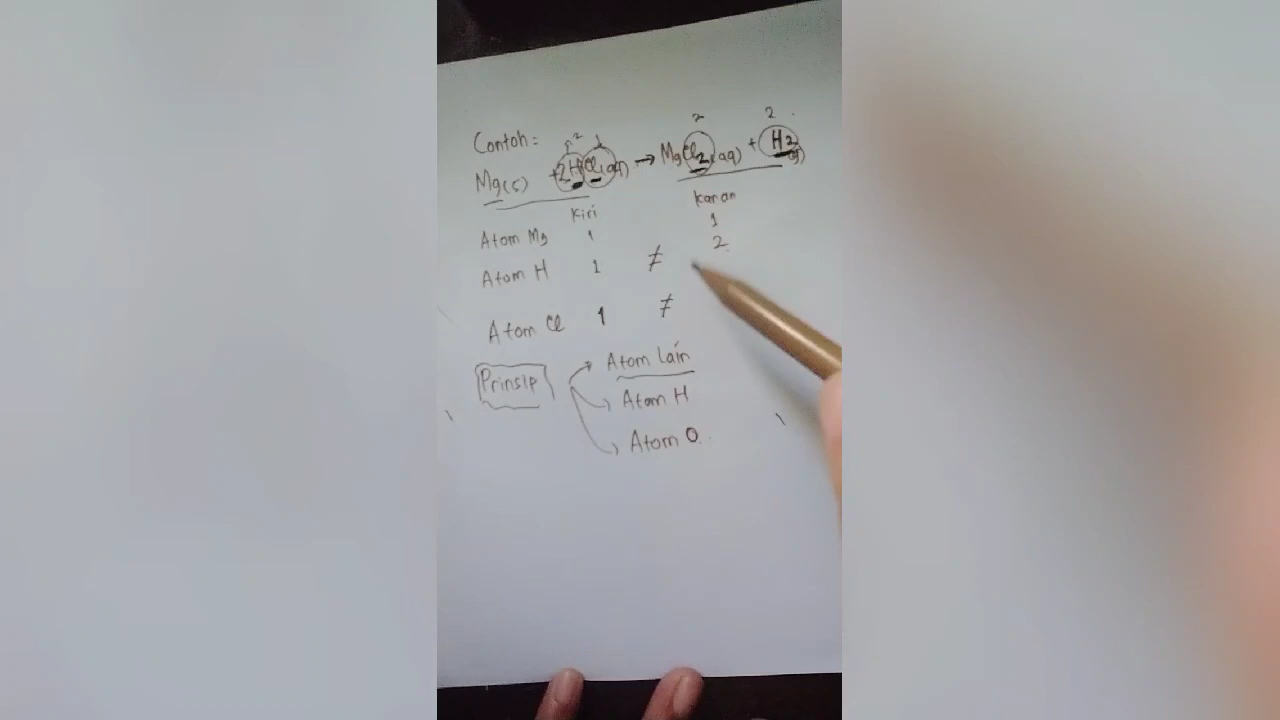 Contoh =
2 1 2 2
Mg(s) + 2HCl(aq) → MgCl2(aq) + H2(g)
Kiri Kanan
Atom Mg 1 1
Atom H 1 ≠ 2
Atom Cl 1 ≠
Prinsip Atom Lain
Atom H
Atom O